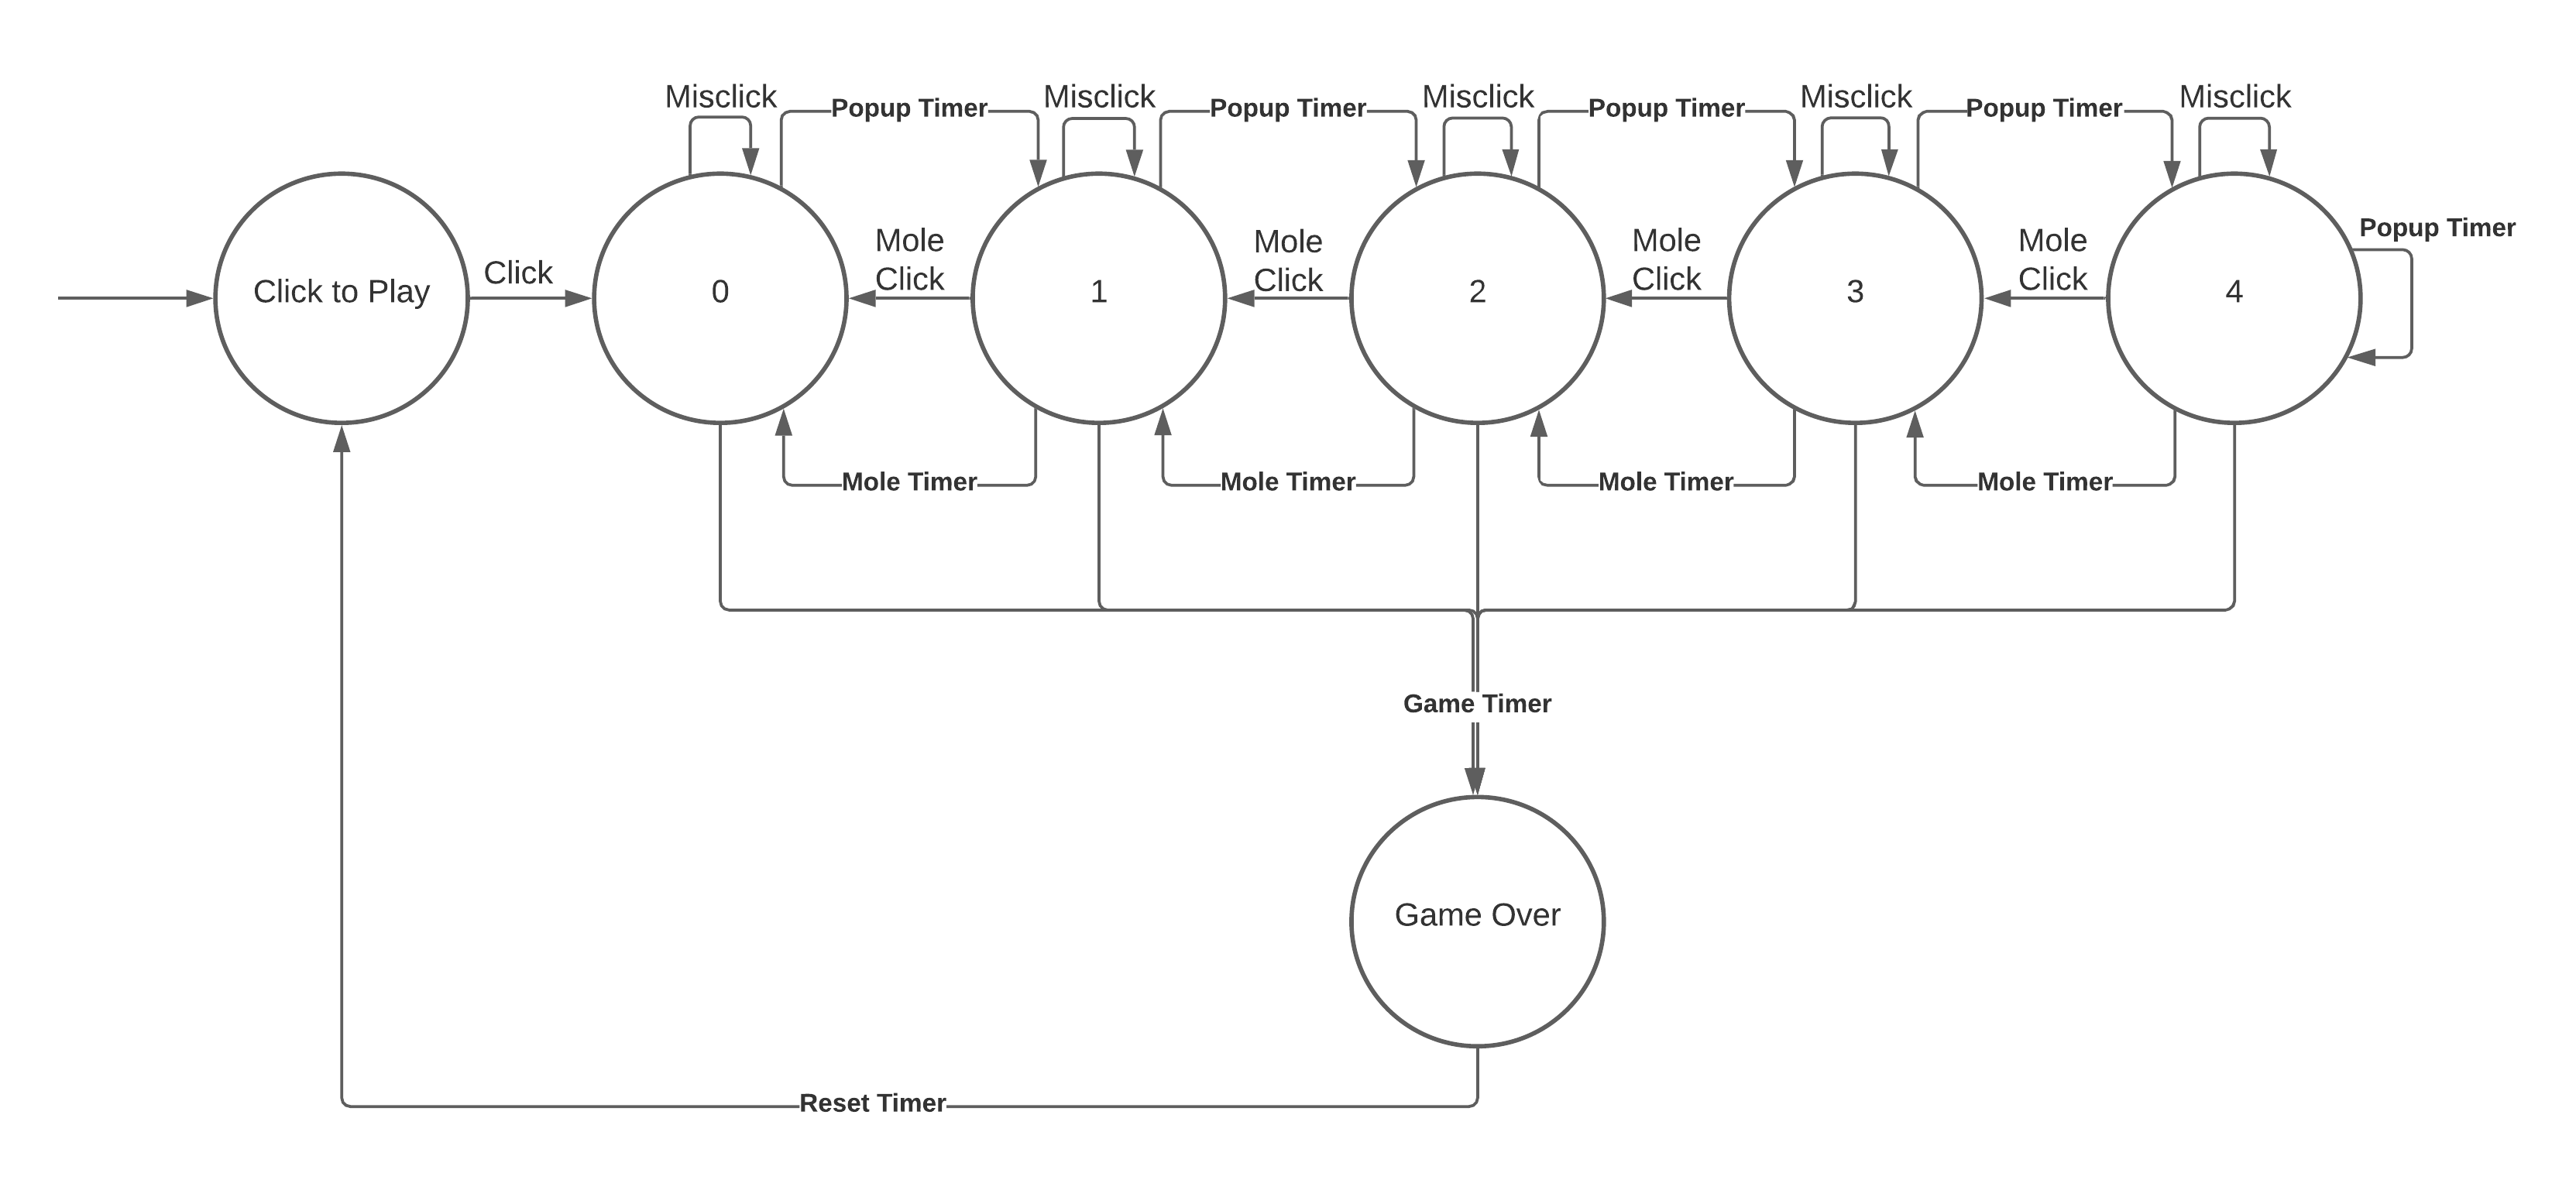 Misclick
Popup Timer
Misclick
Popup Timer
Misclick
Popup Timer
Misclick
Popup Timer
Misclick
Popup Timer
Click to Play
Click
0
Mole
Click
1
Mole
Click
2
Mole
Click
3
Mole
Click
4
Mole Timer
Mole Timer
Mole Timer
Mole Timer
Game Timer
Game Over
Reset Timer